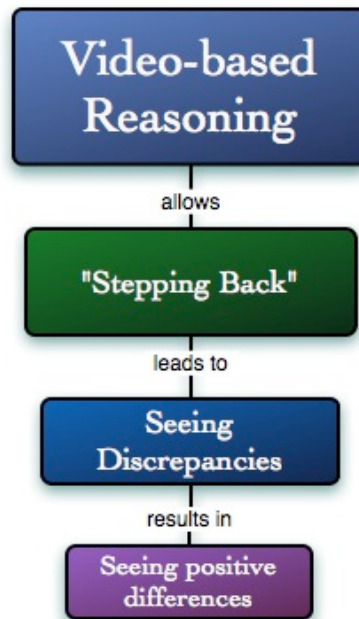 Video-based
Reasoning
allows
"Stepping Back"
leads to
Seeing
Discrepancies
results in
Seeing positive
differences